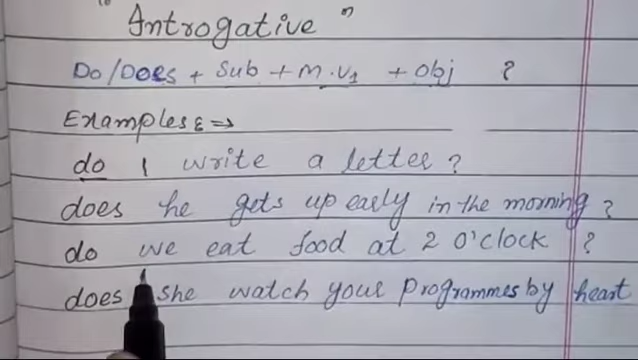 " Introgative "
Do/Does + Sub + M.V1 + Obj ?
Examples :⇒
do I write a letter ?
does he gets up early in the morning ?
do we eat food at 2 O'clock ?
does she watch your Programmes by heart